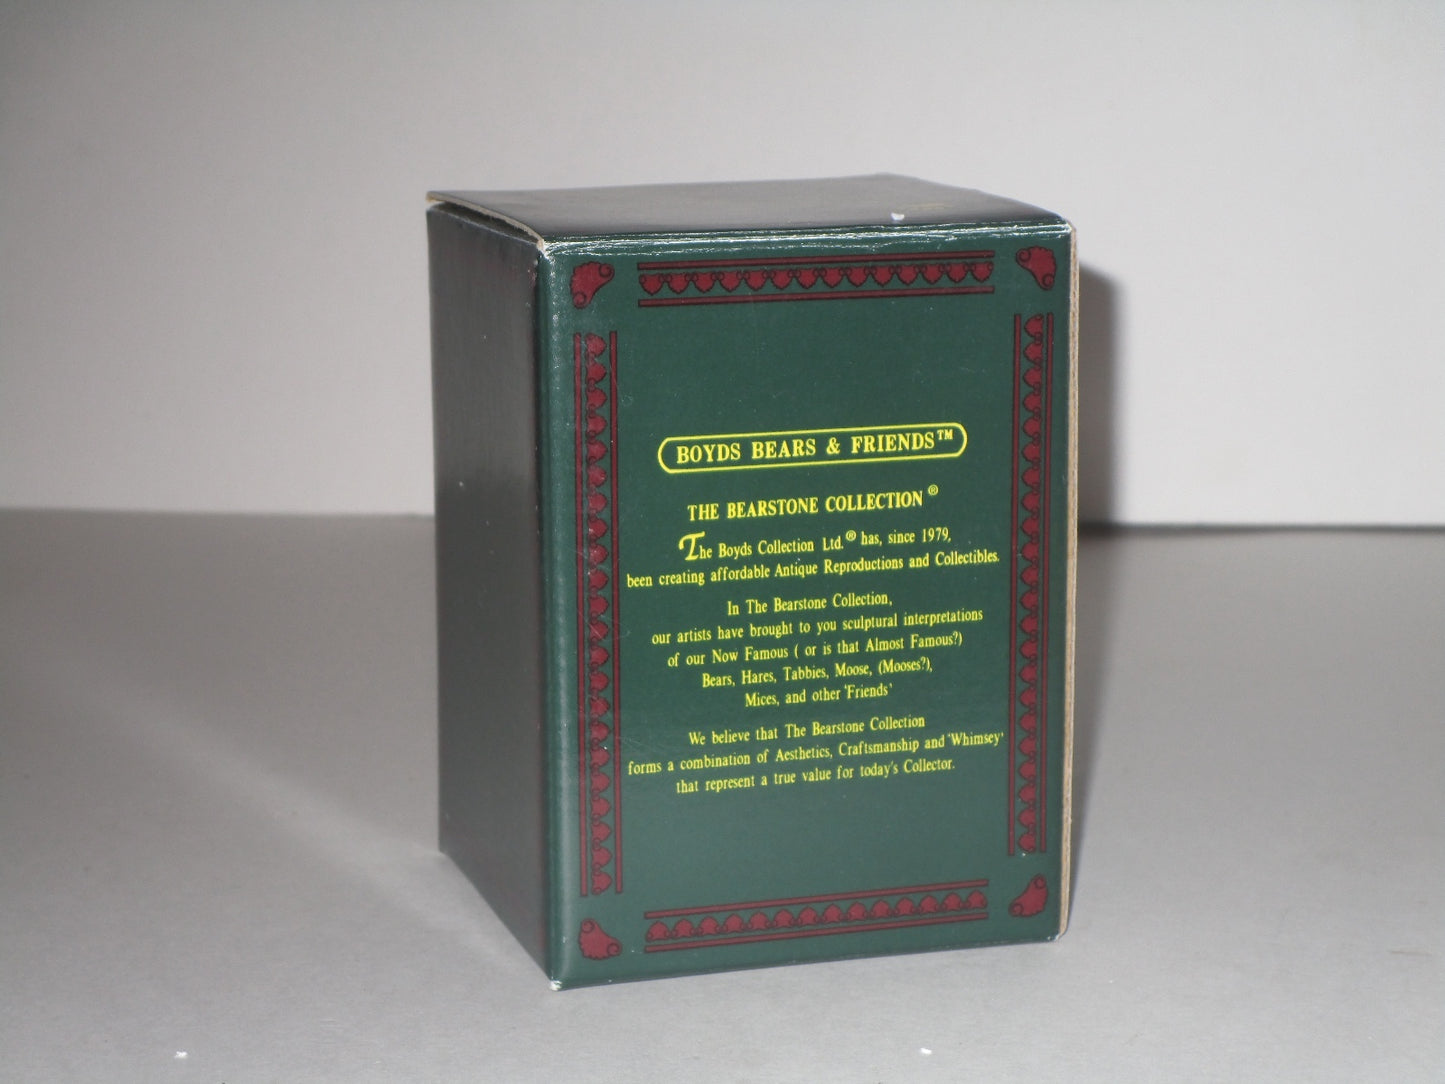 BOYDS BEARS & FRIENDS™
THE BEARSTONE COLLECTION®
The Boyds Collection Ltd.® has, since 1979,
been creating affordable Antique Reproductions and Collectibles.
In The Bearstone Collection,
our artists have brought to you sculptural interpretations
of our Now Famous ( or is that Almost Famous?)
Bears, Hares, Tabbies, Moose, (Mooses?),
Mices, and other 'Friends'
We believe that The Bearstone Collection
forms a combination of Aesthetics, Craftsmanship and 'Whimsey'
that represent a true value for today's Collector.